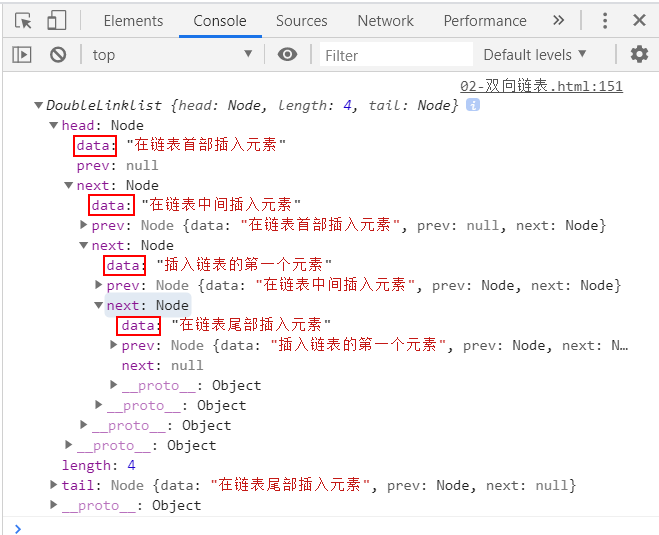 Elements Console Sources Network Performance »
top Filter Default levels
02-双向链表.html:151
DoubleLinkList {head: Node, length: 4, tail: Node} i
head: Node
data: "在链表首部插入元素"
prev: null
next: Node
data: "在链表中间插入元素"
prev: Node {data: "在链表首部插入元素", prev: null, next: Node}
next: Node
data: "插入链表的第一个元素"
prev: Node {data: "在链表中间插入元素", prev: Node, next: Node}
next: Node
data: "在链表尾部插入元素"
prev: Node {data: "插入链表的第一个元素", prev: Node, next: N…
next: null
__proto__: Object
__proto__: Object
__proto__: Object
__proto__: Object
length: 4
tail: Node {data: "在链表尾部插入元素", prev: Node, next: null}
__proto__: Object